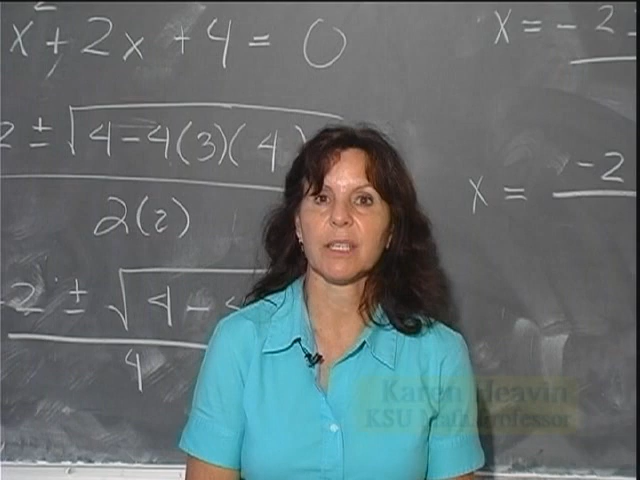 x² + 2x + 4 = 0
x = - 2
2 ± √4-4(3)(4)
2(2)
x = -2
-2 ± √4-
4
Karen Heavin
KSU Math Professor